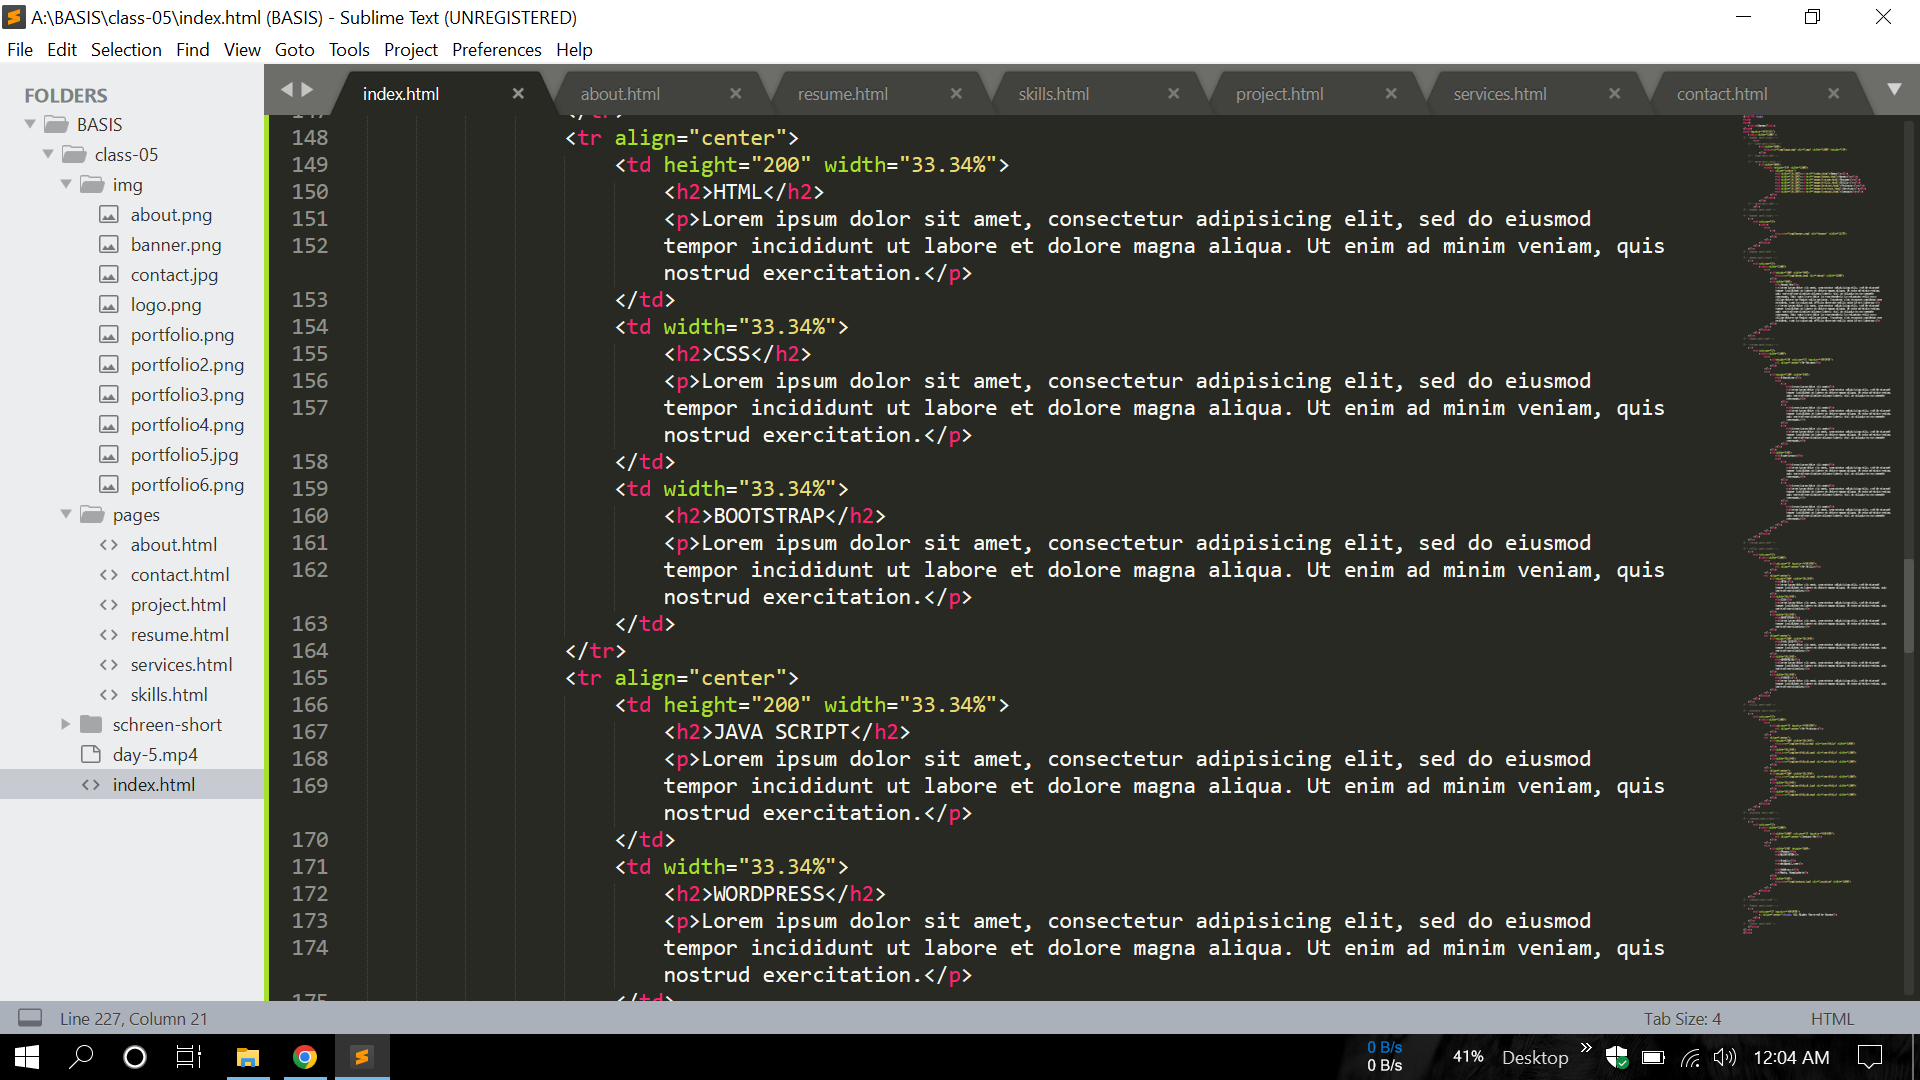 A:\BASIS\class-05\index.html (BASIS) - Sublime Text (UNREGISTERED)
File Edit Selection Find View Goto Tools Project Preferences Help
FOLDERS
BASIS
class-05
img
about.png
banner.png
contact.jpg
logo.png
portfolio.png
portfolio2.png
portfolio3.png
portfolio4.png
portfolio5.jpg
portfolio6.png
pages
about.html
contact.html
project.html
resume.html
services.html
skills.html
schreen-short
day-5.mp4
index.html
index.html about.html resume.html skills.html project.html services.html contact.html
147 </tr>
148 <tr align="center">
149 <td height="200" width="33.34%">
150 <h2>HTML</h2>
151 <p>Lorem ipsum dolor sit amet, consectetur adipisicing elit, sed do eiusmod
152 tempor incididunt ut labore et dolore magna aliqua. Ut enim ad minim veniam, quis
nostrud exercitation.</p>
153 </td>
154 <td width="33.34%">
155 <h2>CSS</h2>
156 <p>Lorem ipsum dolor sit amet, consectetur adipisicing elit, sed do eiusmod
157 tempor incididunt ut labore et dolore magna aliqua. Ut enim ad minim veniam, quis
nostrud exercitation.</p>
158 </td>
159 <td width="33.34%">
160 <h2>BOOTSTRAP</h2>
161 <p>Lorem ipsum dolor sit amet, consectetur adipisicing elit, sed do eiusmod
162 tempor incididunt ut labore et dolore magna aliqua. Ut enim ad minim veniam, quis
nostrud exercitation.</p>
163 </td>
164 </tr>
165 <tr align="center">
166 <td height="200" width="33.34%">
167 <h2>JAVA SCRIPT</h2>
168 <p>Lorem ipsum dolor sit amet, consectetur adipisicing elit, sed do eiusmod
169 tempor incididunt ut labore et dolore magna aliqua. Ut enim ad minim veniam, quis
nostrud exercitation.</p>
170 </td>
171 <td width="33.34%">
172 <h2>WORDPRESS</h2>
173 <p>Lorem ipsum dolor sit amet, consectetur adipisicing elit, sed do eiusmod
174 tempor incididunt ut labore et dolore magna aliqua. Ut enim ad minim veniam, quis
nostrud exercitation.</p>
175 </td>
Line 227, Column 21 Tab Size: 4 HTML
0 B/s
0 B/s
41% Desktop 12:04 AM